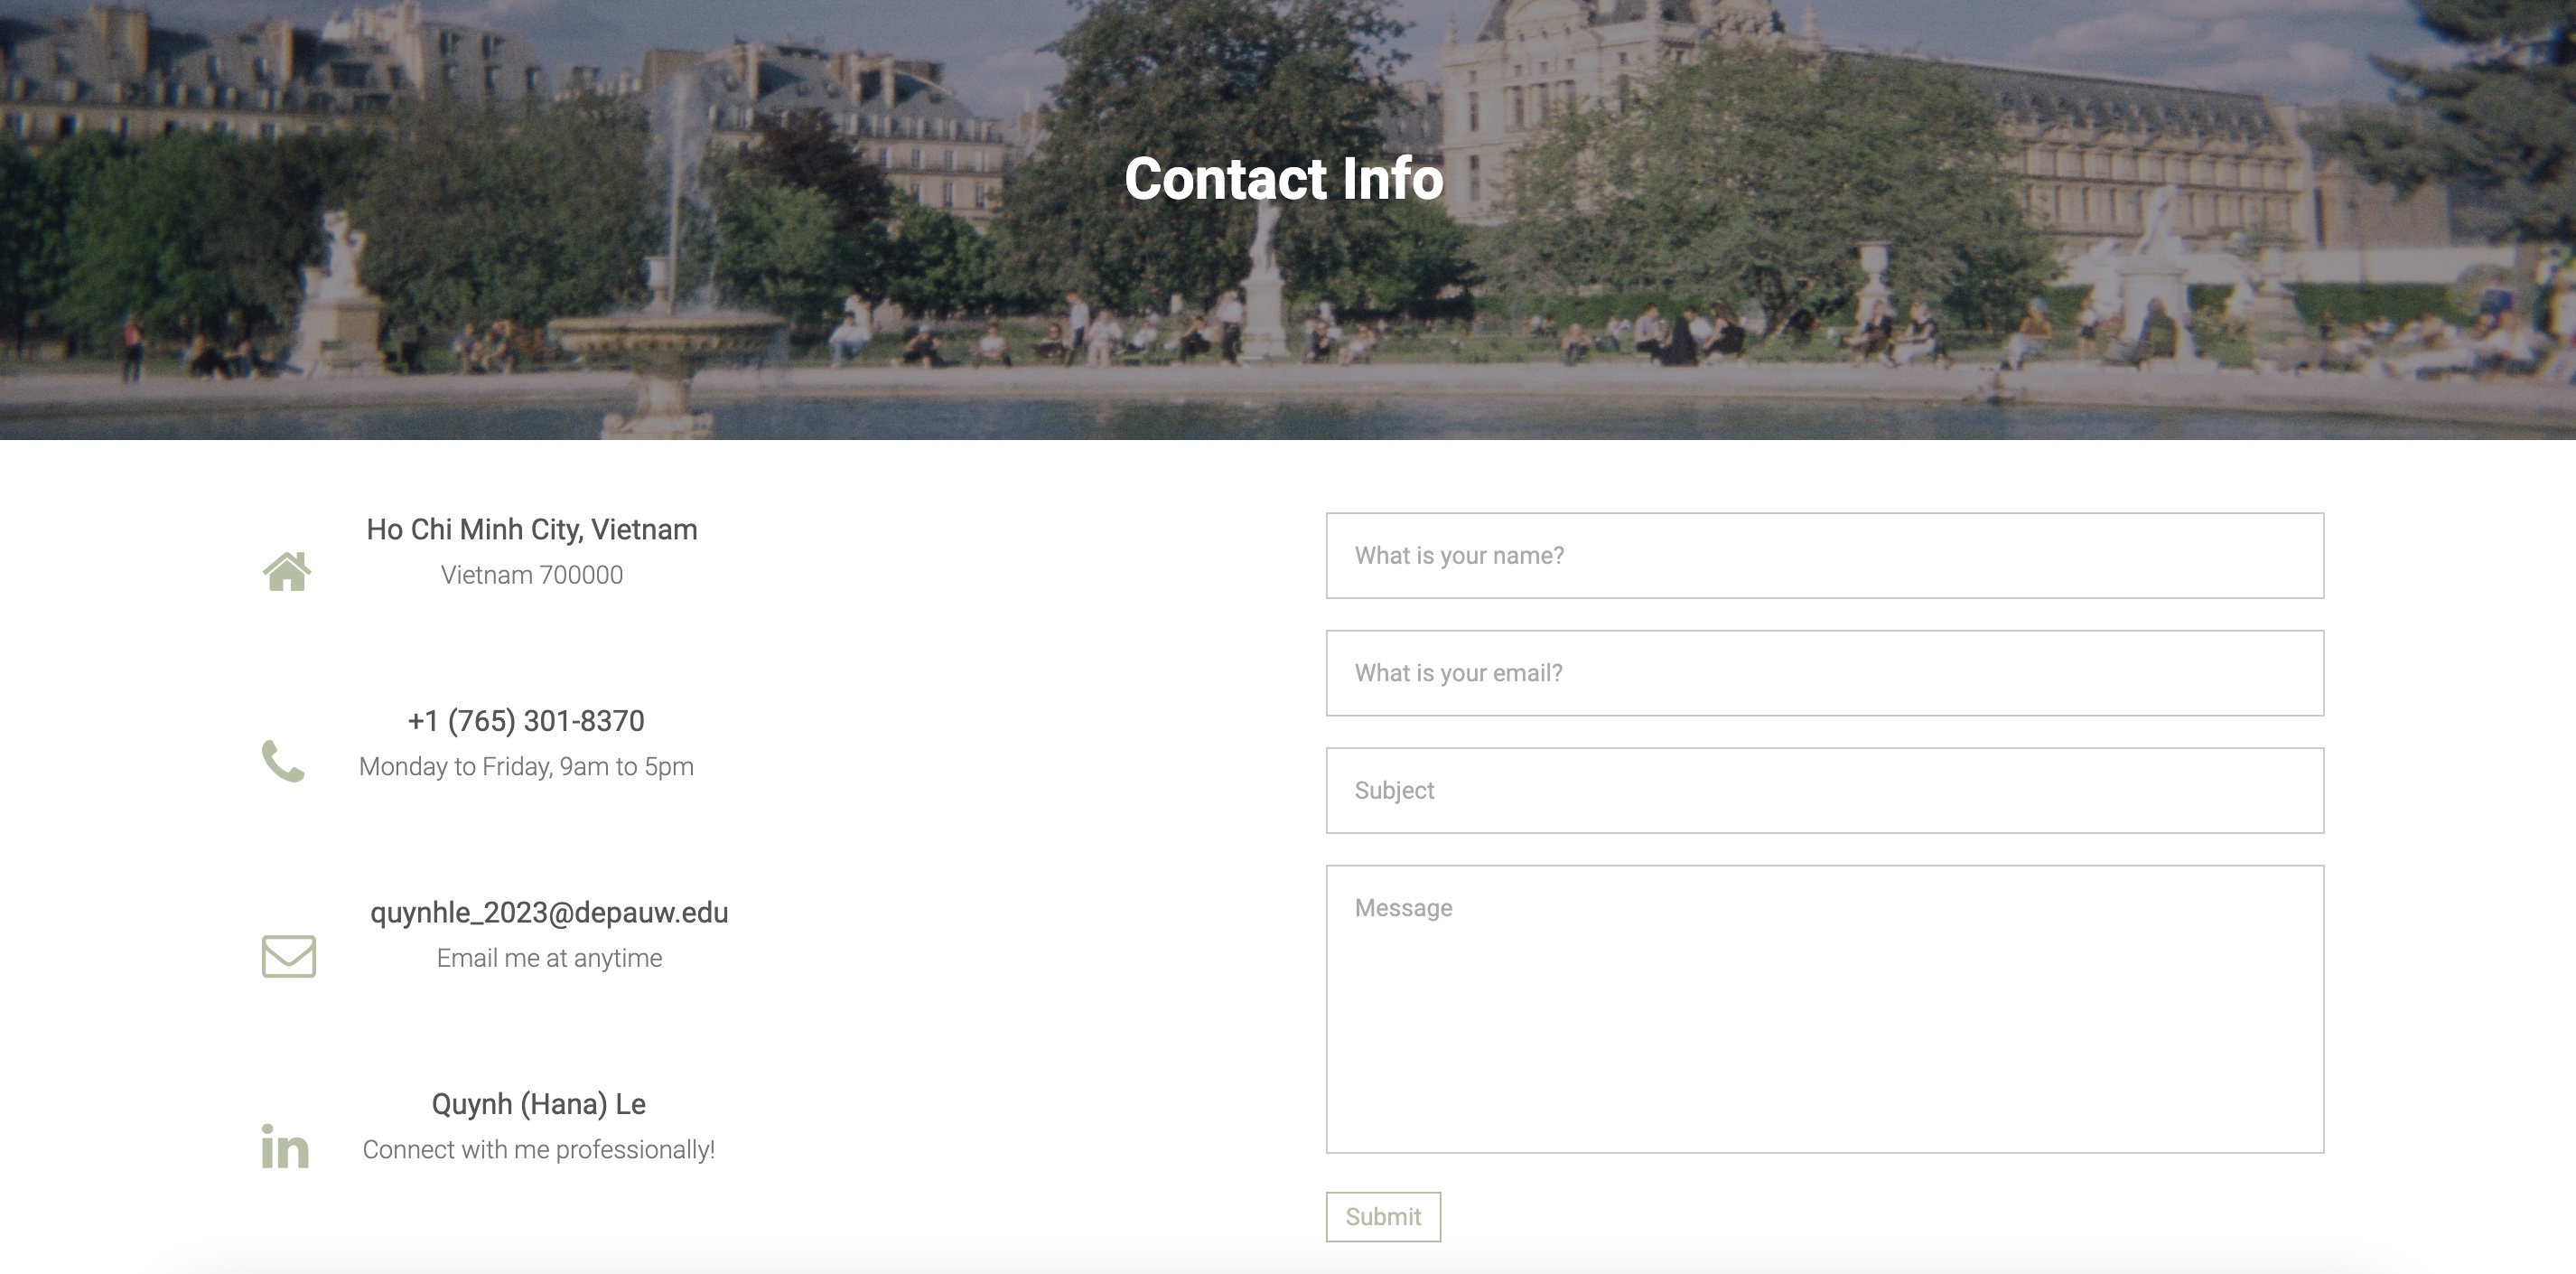 Contact Info
Ho Chi Minh City, Vietnam
Vietnam 700000
+1 (765) 301-8370
Monday to Friday, 9am to 5pm
quynhle_2023@depauw.edu
Email me at anytime
in
Quynh (Hana) Le
Connect with me professionally!
What is your name?
What is your email?
Subject
Message
Submit